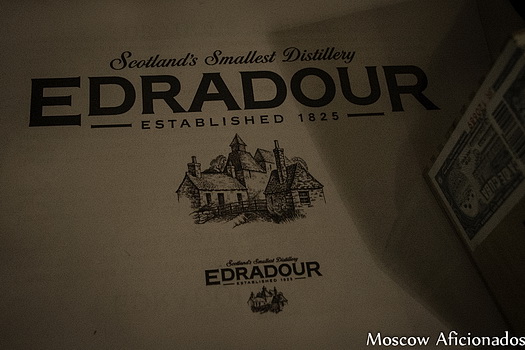 Scotland's Smallest Distillery
EDRADOUR
ESTABLISHED 1825
Scotland's Smallest Distillery
EDRADOUR
ESTABLISHED 1825
Moscow Aficionados